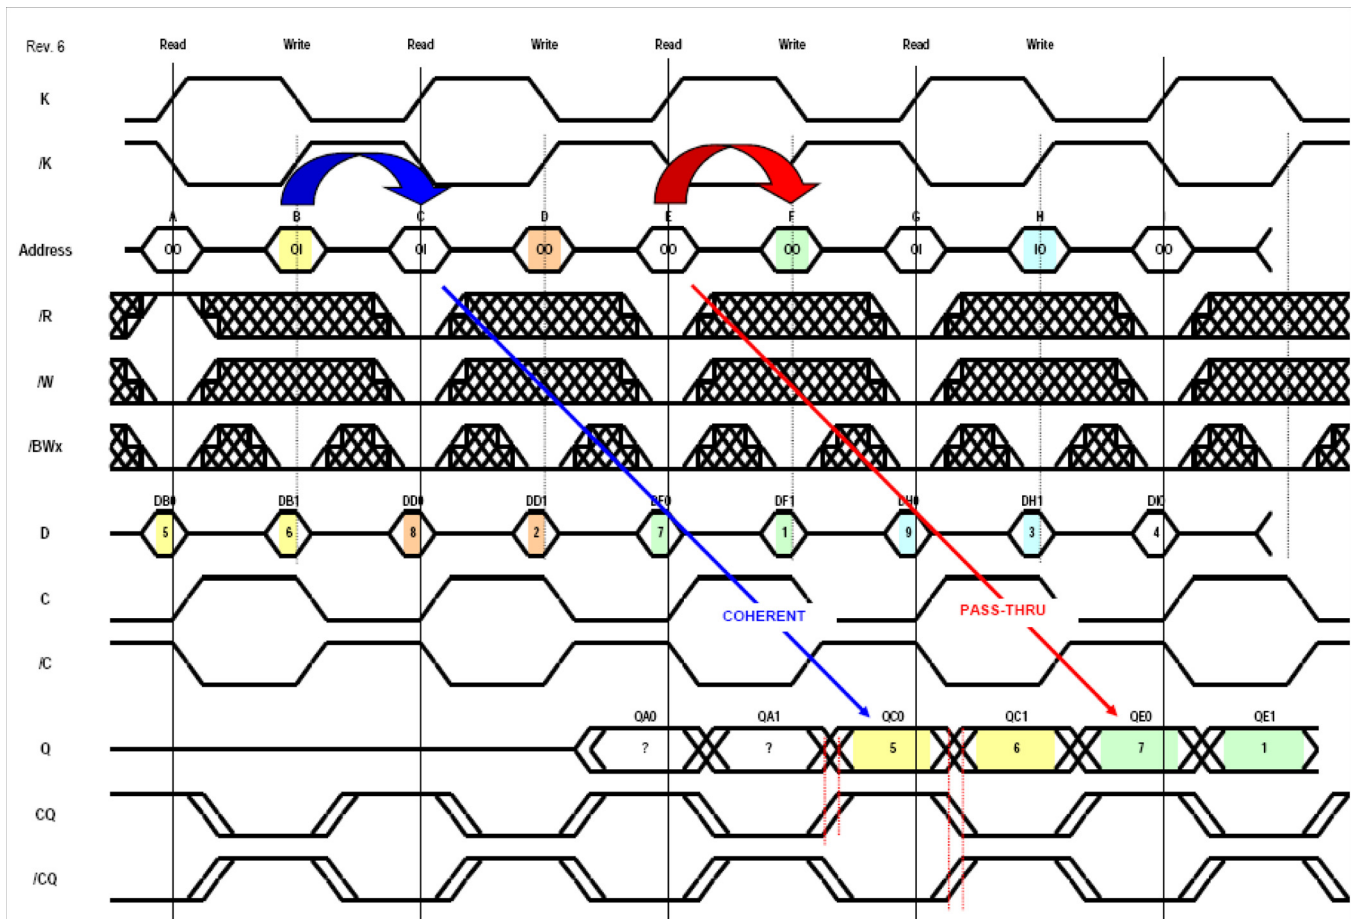 Rev. 6 Read Write Read Write Read Write Read Write
K
/K
A B C D E F G H I
Address 00 01 01 00 00 00 01 10 00
/R
/W
/BWx
DB0 DB1 DD0 DD1 DF0 DF1 DH0 DH1 DI0
D 5 6 8 2 7 1 9 3 4
C
COHERENT PASS-THRU
/C
QA0 QA1 QC0 QC1 QE0 QE1
Q ? ? 5 6 7 1
CQ
/CQ